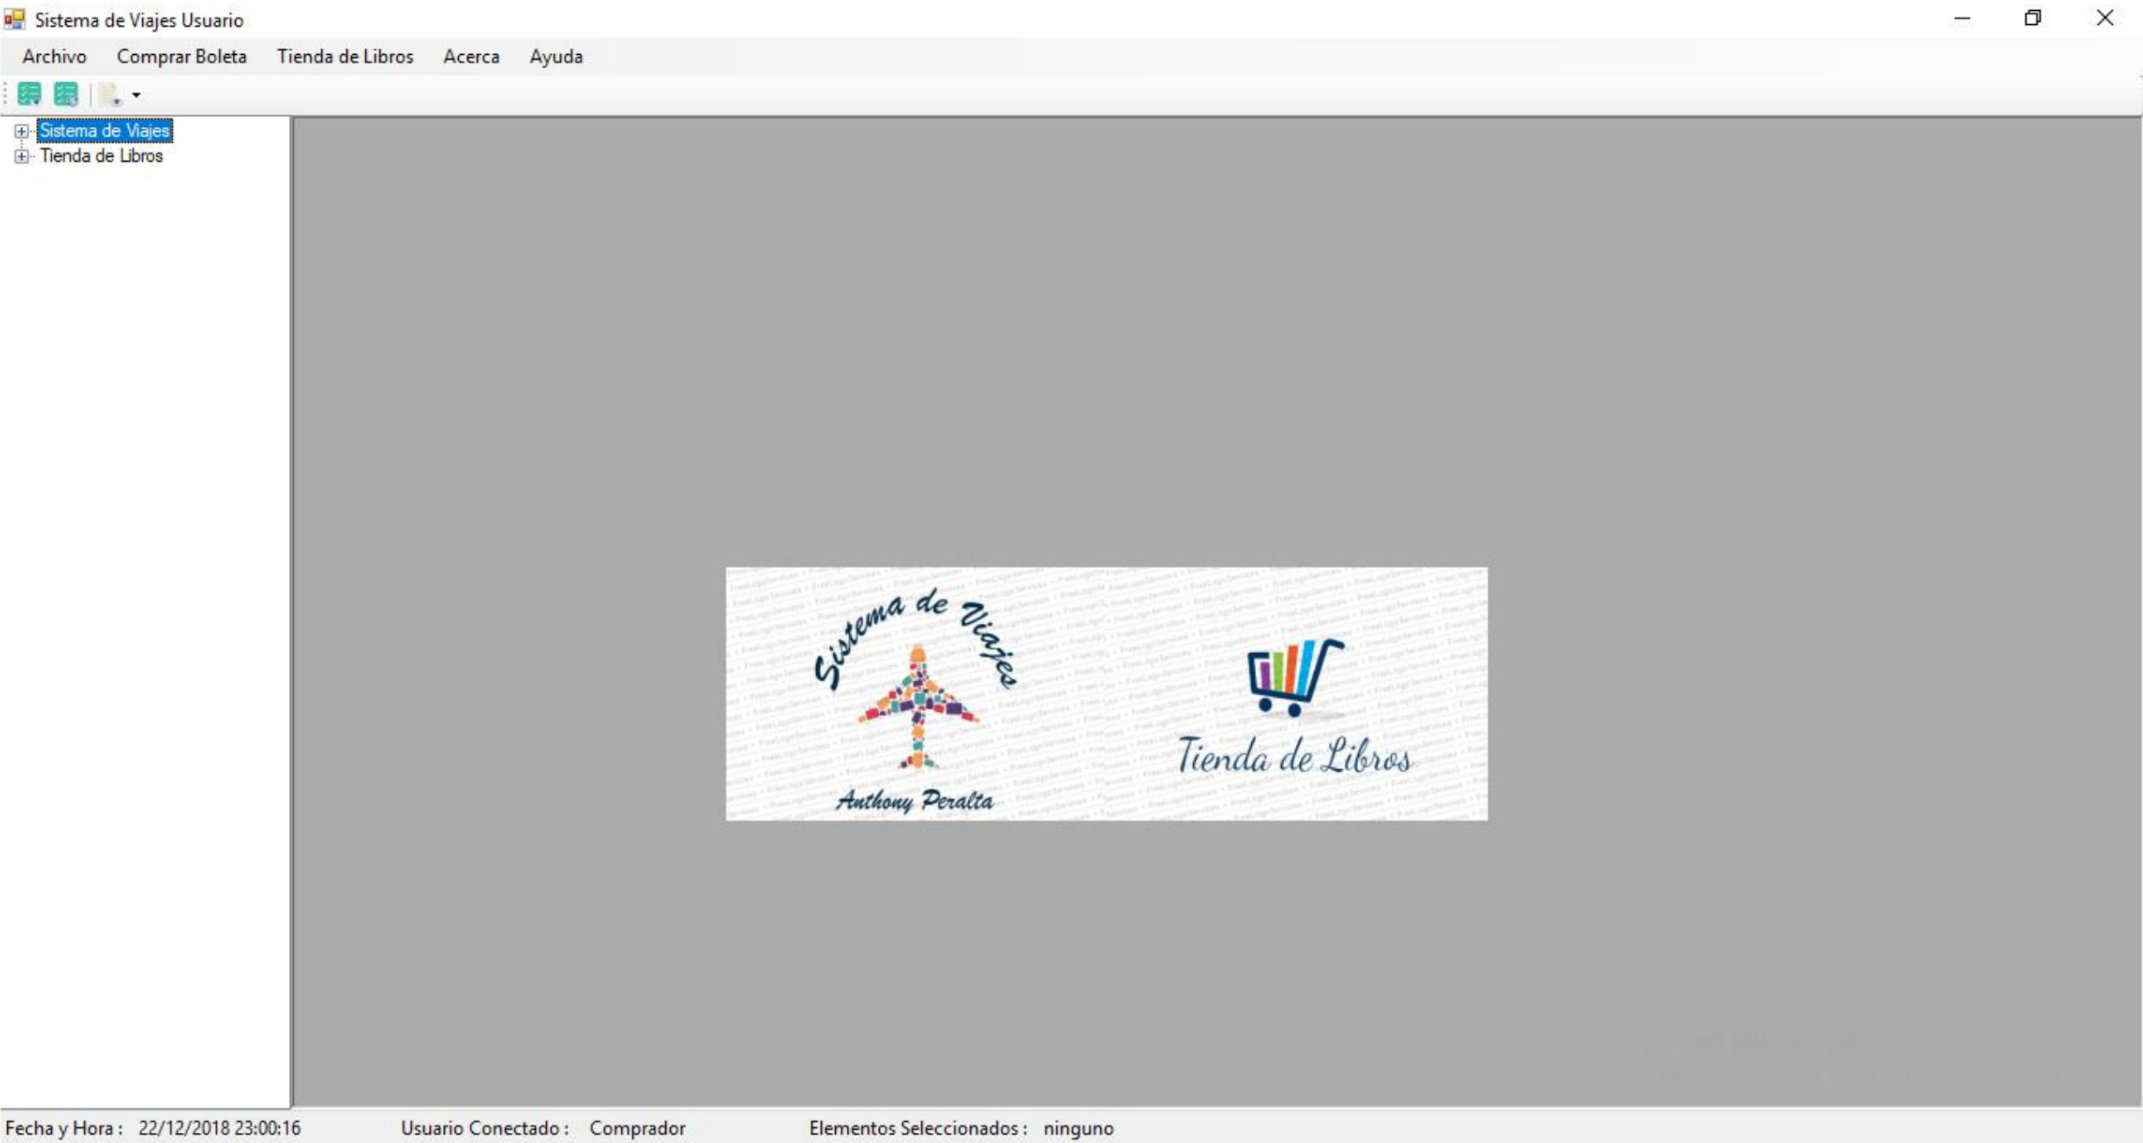 Sistema de Viajes Usuario
Archivo Comprar Boleta Tienda de Libros Acerca Ayuda
Sistema de Viajes
Tienda de Libros
Sistema de Viajes
Anthony Peralta
Tienda de Libros
Fecha y Hora : 22/12/2018 23:00:16 Usuario Conectado : Comprador Elementos Seleccionados : ninguno